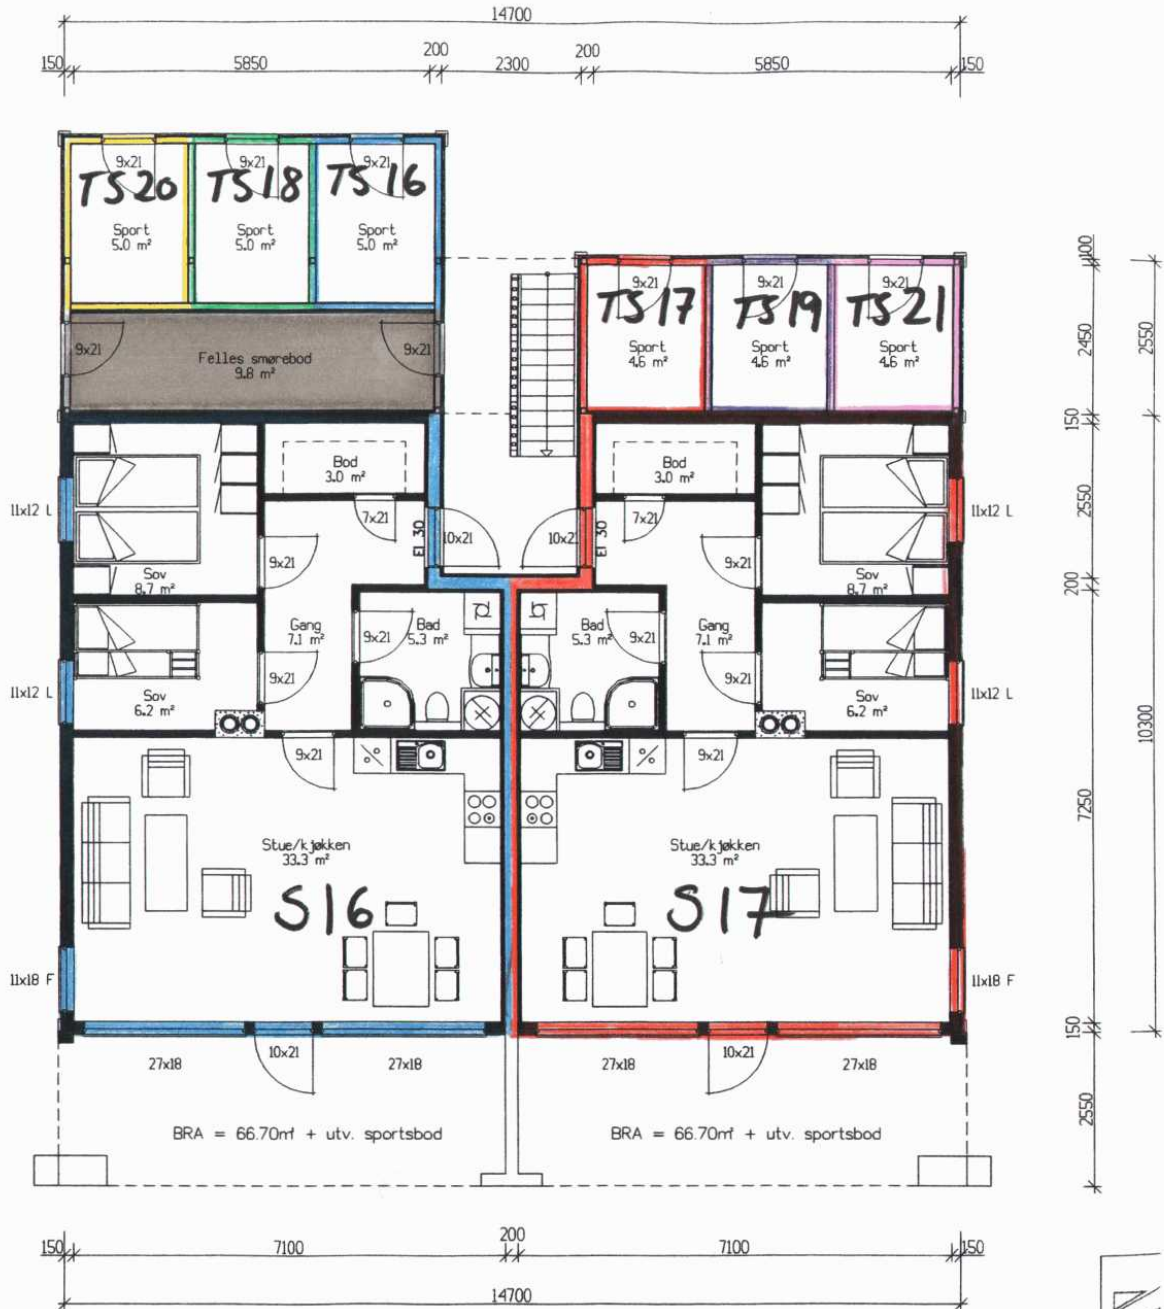 14700
150 5850 200 2300 200 5850 150
9x21 9x21 9x21
TS20 TS18 TS16
Sport Sport Sport
5.0 m² 5.0 m² 5.0 m²
9x21 9x21 9x21
TS17 TS19 TS21
Sport Sport Sport
4.6 m² 4.6 m² 4.6 m²
9x21 Felles smørebod 9x21
9.8 m²
100
2450
2550
150
2550
200
10300
7250
150
2550
Bod Bod
3.0 m² 3.0 m²
11x12 L 7x21 EI 30 10x21 10x21 EI 30 7x21 11x12 L
9x21 9x21
Sov Sov
8.7 m² 8.7 m²
Gang Bad Bad Gang
7.1 m² 9x21 5.3 m² 5.3 m² 9x21 7.1 m²
11x12 L 9x21 9x21 11x12 L
Sov Sov
6.2 m² 6.2 m²
9x21 9x21
Stue/kjøkken Stue/kjøkken
33.3 m² 33.3 m²
S16 S17
11x18 F 11x18 F
27x18 10x21 27x18 27x18 10x21 27x18
BRA = 66.70m² + utv. sportsbod BRA = 66.70m² + utv. sportsbod
150 7100 200 7100 150
14700